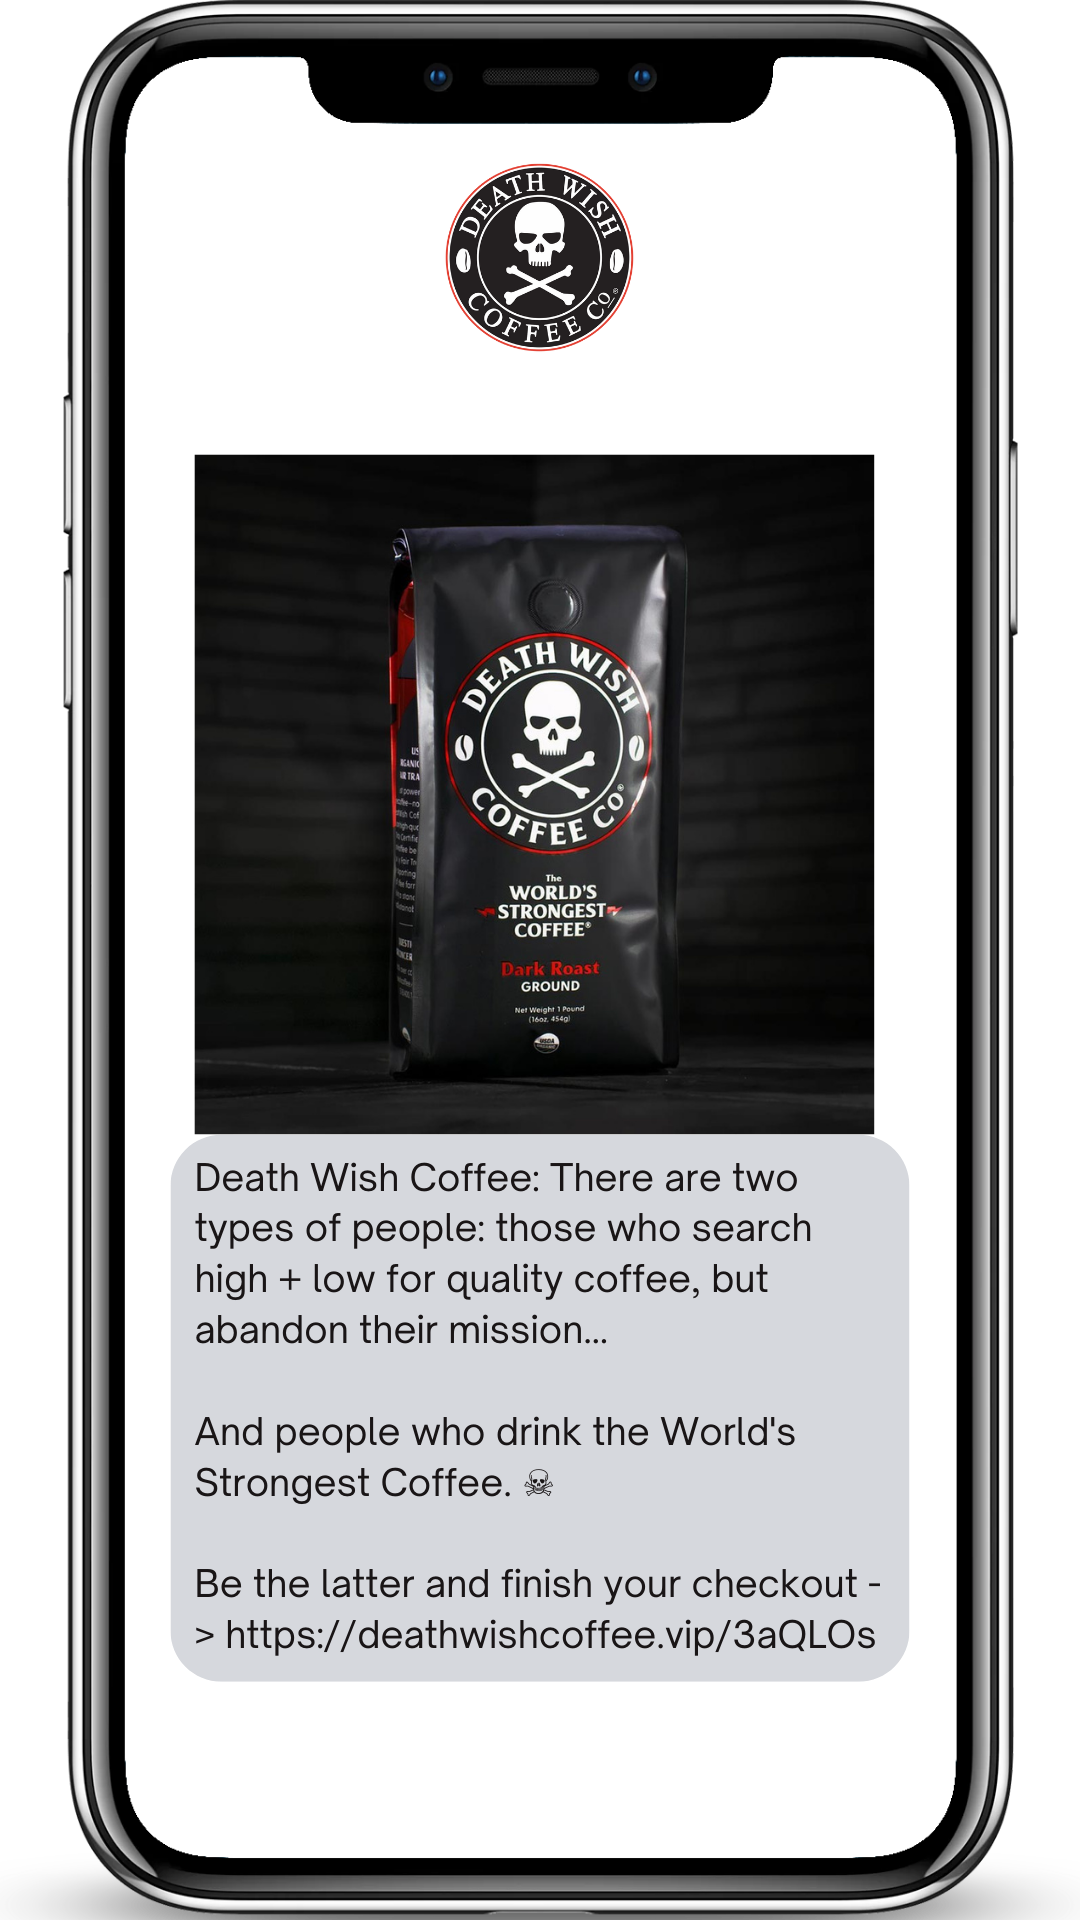 DEATH WISH
COFFEE CO.®
DEATH WISH
COFFEE CO®
The
WORLD'S
STRONGEST
COFFEE®
Dark Roast
GROUND
Net Weight 1 Pound
(16oz, 454g)
USDA
Death Wish Coffee: There are two
types of people: those who search
high + low for quality coffee, but
abandon their mission...
And people who drink the World's
Strongest Coffee. ☠
Be the latter and finish your checkout -
> https://deathwishcoffee.vip/3aQLOs